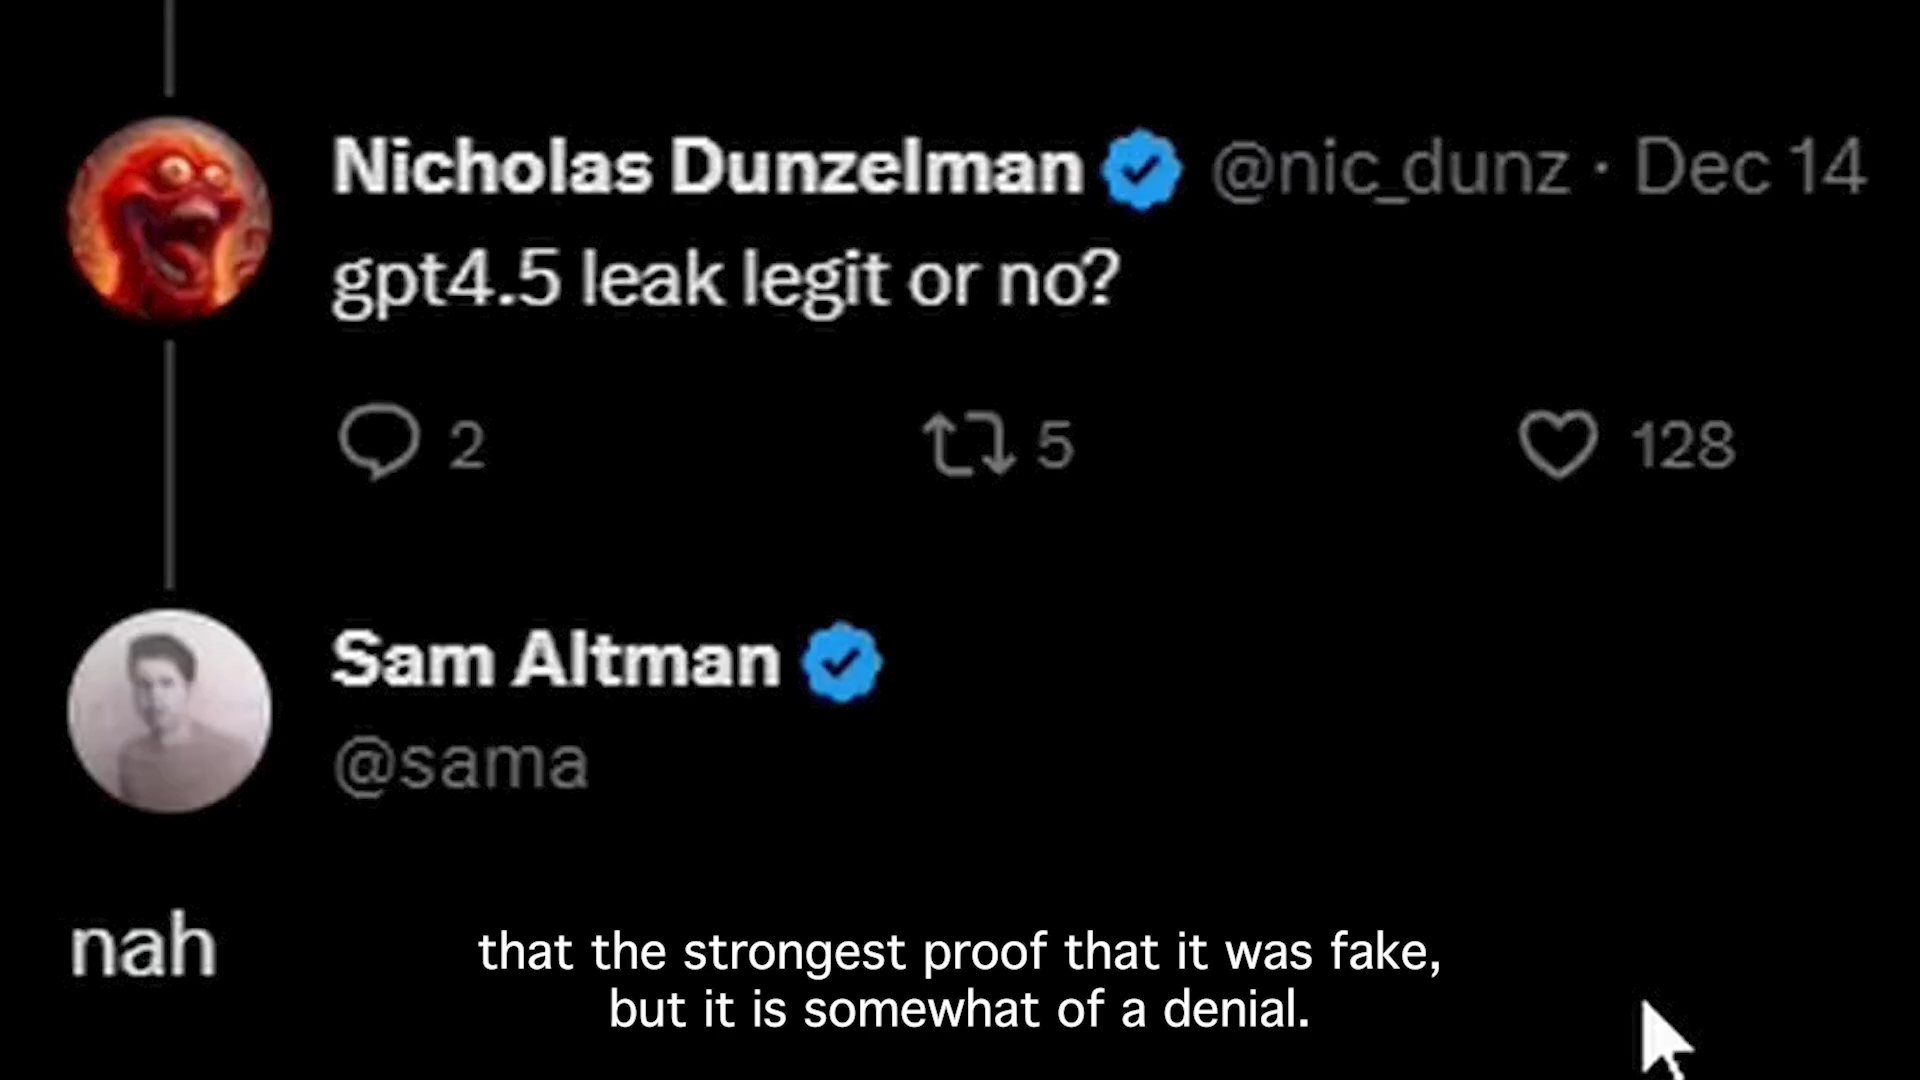 Nicholas Dunzelman @nic_dunz · Dec 14
gpt4.5 leak legit or no?
2 5 128
Sam Altman
@sama
nah
that the strongest proof that it was fake,
but it is somewhat of a denial.